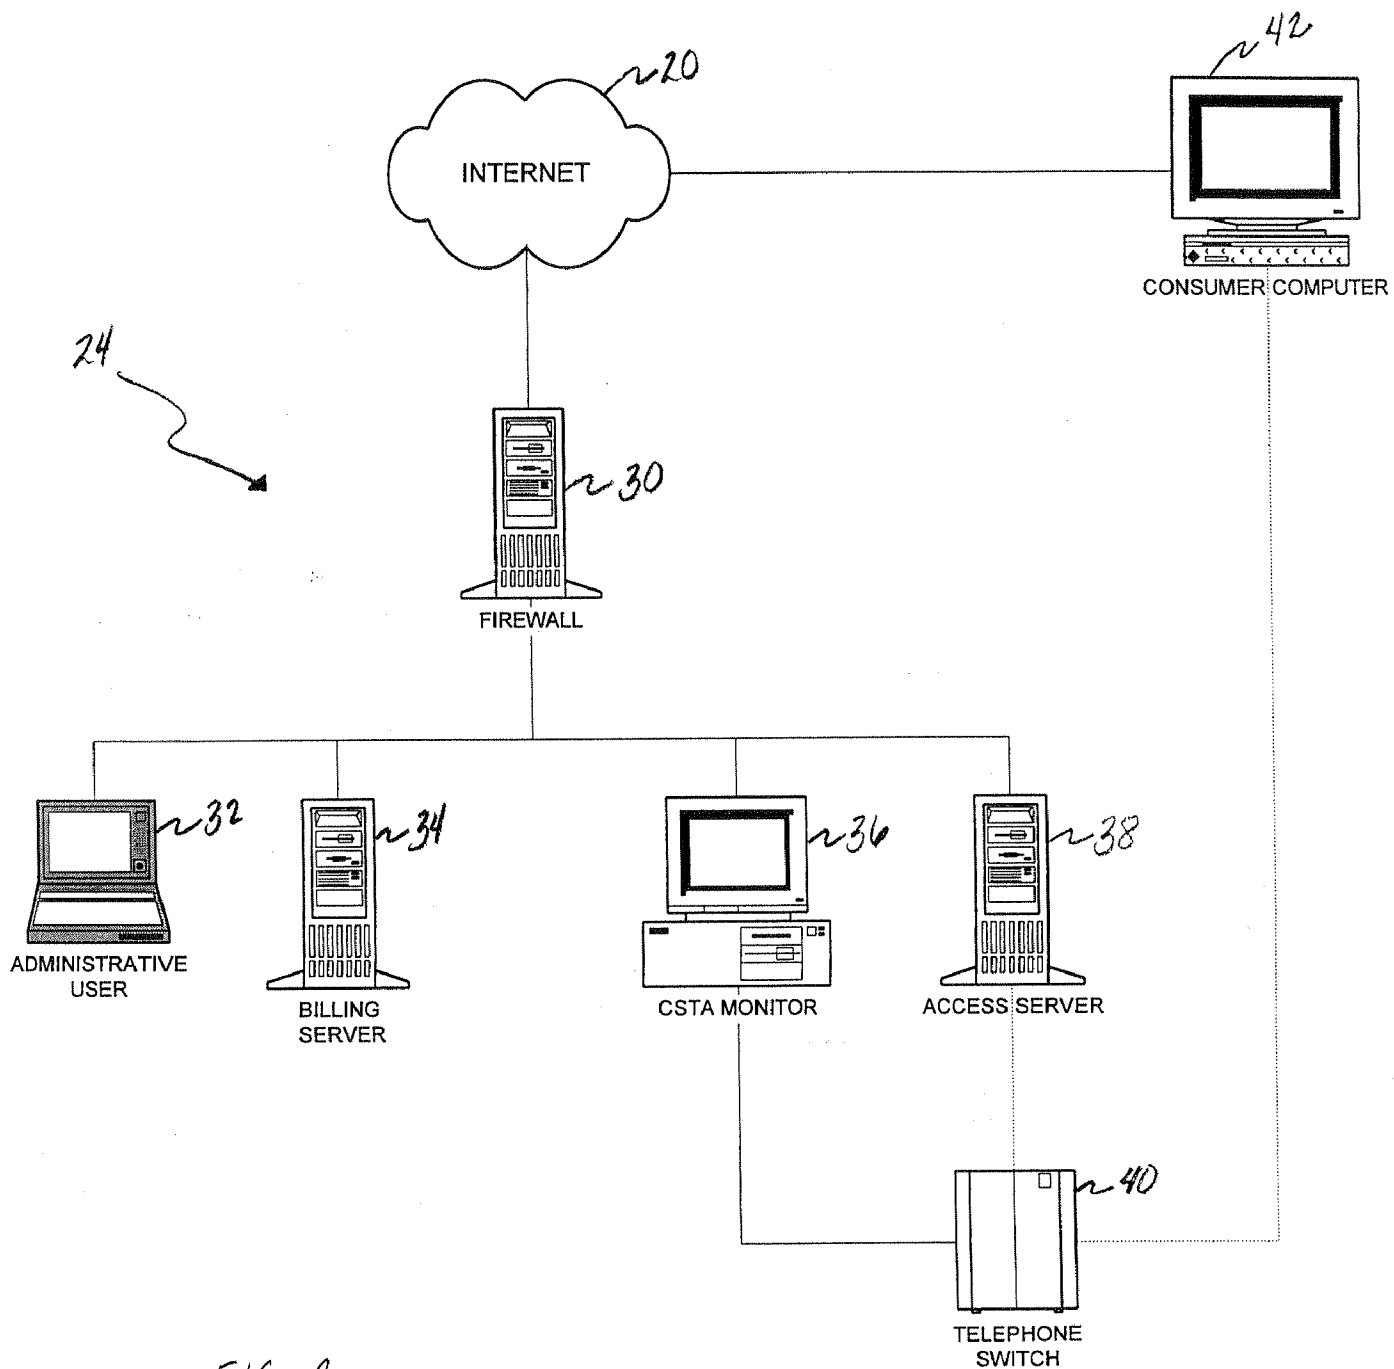 42
20
INTERNET
CONSUMER COMPUTER
24
30
FIREWALL
32
34
36
38
ADMINISTRATIVE
USER
BILLING
SERVER
CSTA MONITOR
ACCESS SERVER
40
TELEPHONE
SWITCH